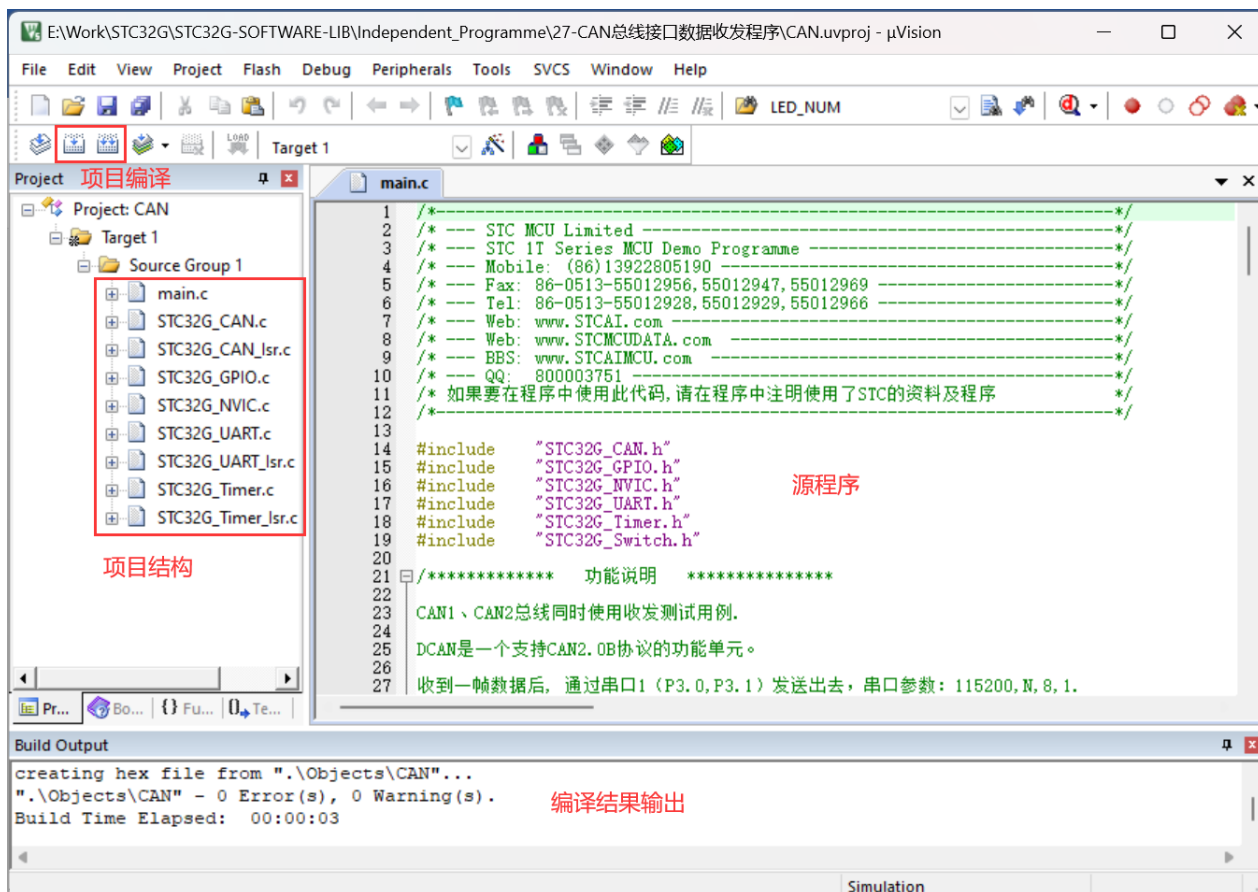 E:\Work\STC32G\STC32G-SOFTWARE-LIB\Independent_Programme\27-CAN总线接口数据收发程序\CAN.uvproj - µVision
File Edit View Project Flash Debug Peripherals Tools SVCS Window Help
LED_NUM
LOAD Target 1
Project 项目编译
main.c
Project: CAN
Target 1
Source Group 1
main.c
STC32G_CAN.c
STC32G_CAN_Isr.c
STC32G_GPIO.c
STC32G_NVIC.c
STC32G_UART.c
STC32G_UART_Isr.c
STC32G_Timer.c
STC32G_Timer_Isr.c
项目结构
1 /*---------------------------------------------------------------------*/
2 /* --- STC MCU Limited ------------------------------------------------*/
3 /* --- STC 1T Series MCU Demo Programme -------------------------------*/
4 /* --- Mobile: (86)13922805190 ----------------------------------------*/
5 /* --- Fax: 86-0513-55012956,55012947,55012969 ------------------------*/
6 /* --- Tel: 86-0513-55012928,55012929,55012966 ------------------------*/
7 /* --- Web: www.STCAI.com ---------------------------------------------*/
8 /* --- Web: www.STCMCUDATA.com ---------------------------------------*/
9 /* --- BBS: www.STCAIMCU.com -----------------------------------------*/
10 /* --- QQ: 800003751 -------------------------------------------------*/
11 /* 如果要在程序中使用此代码,请在程序中注明使用了STC的资料及程序 */
12 /*---------------------------------------------------------------------*/
13
14 #include "STC32G_CAN.h"
15 #include "STC32G_GPIO.h"
16 #include "STC32G_NVIC.h"
17 #include "STC32G_UART.h"
18 #include "STC32G_Timer.h"
19 #include "STC32G_Switch.h"
源程序
20
21 /************* 功能说明 ***************
22
23 CAN1、CAN2总线同时使用收发测试用例.
24
25 DCAN是一个支持CAN2.0B协议的功能单元。
26
27 收到一帧数据后, 通过串口1（P3.0,P3.1）发送出去，串口参数：115200,N,8,1.
Pr... Bo... {} Fu... Te...
Build Output
creating hex file from ".\Objects\CAN"...
".\Objects\CAN" - 0 Error(s), 0 Warning(s).
Build Time Elapsed: 00:00:03
编译结果输出
Simulation